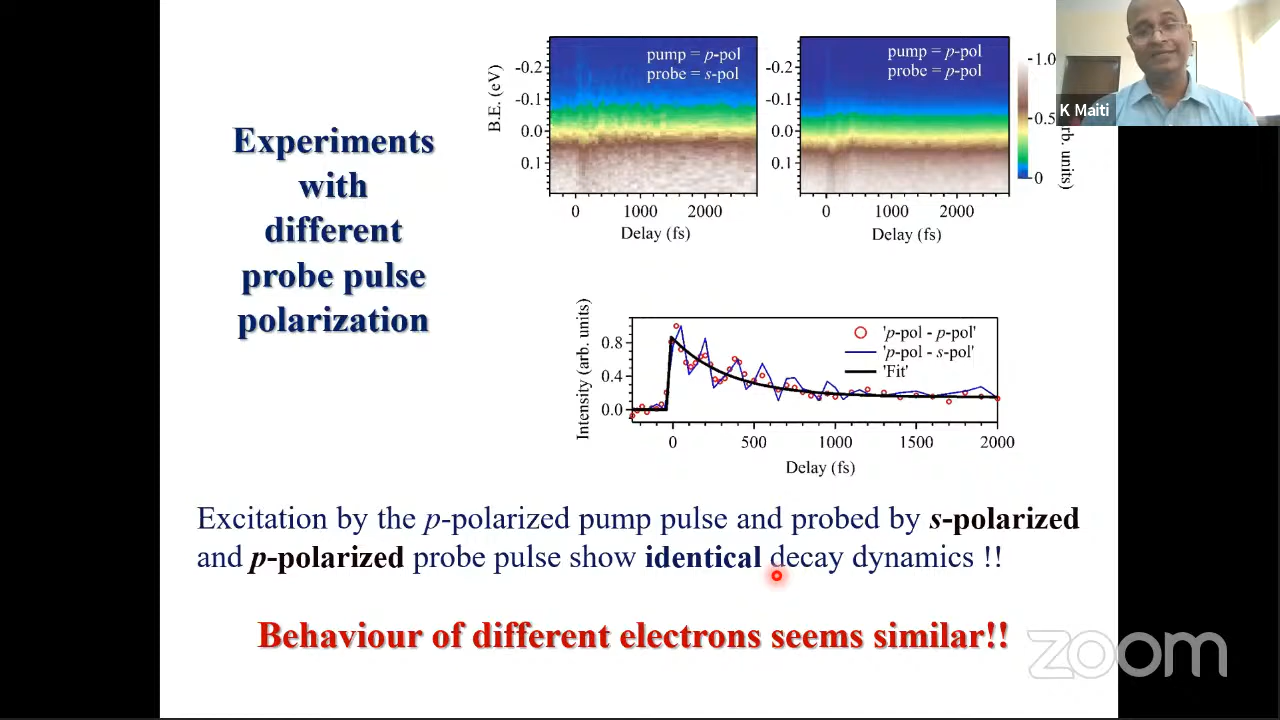 Experiments
with
different
probe pulse
polarization
pump = p-pol
probe = s-pol
B.E. (eV)
-0.2
-0.1
0.0
0.1
0 1000 2000
Delay (fs)
pump = p-pol
probe = p-pol
-0.2
-0.1
0.0
0.1
0 1000 2000
Delay (fs)
1.0
0.5
0
rb. units)
K Maiti
Intensity (arb. units)
0.8
0.4
0.0
'p-pol - p-pol'
'p-pol - s-pol'
'Fit'
0 500 1000 1500 2000
Delay (fs)
Excitation by the p-polarized pump pulse and probed by s-polarized
and p-polarized probe pulse show identical decay dynamics !!
Behaviour of different electrons seems similar!!
zoom